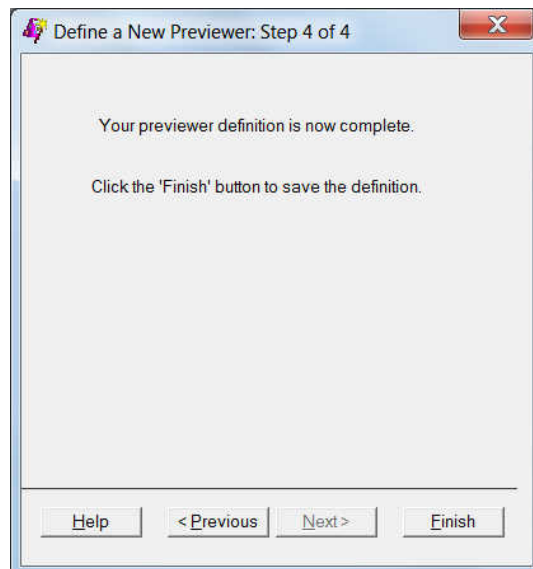 Define a New Previewer: Step 4 of 4
Your previewer definition is now complete.
Click the 'Finish' button to save the definition.
Help < Previous Next > Finish